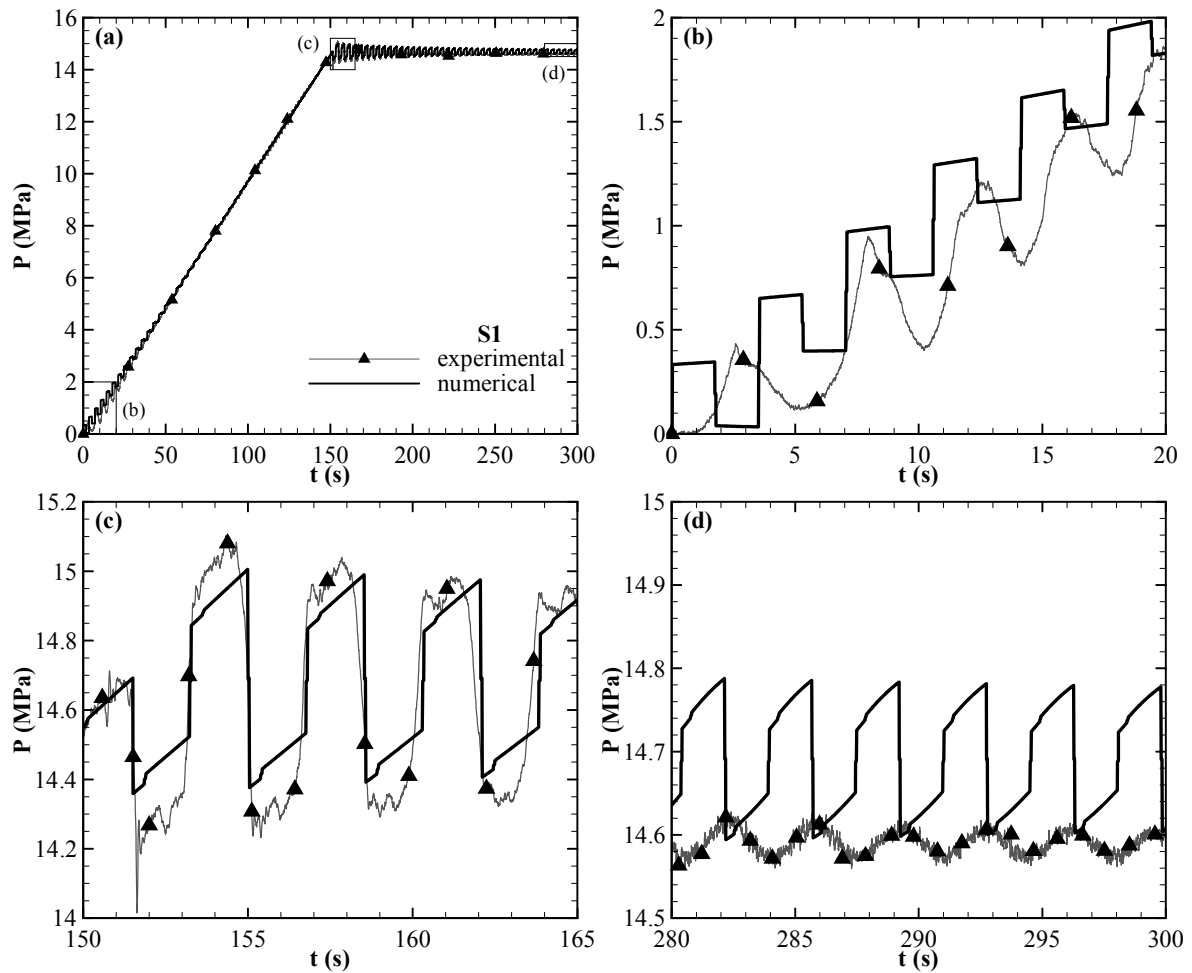 (a)
16
14
12
10
8
6
4
2
0
P (MPa)
(c)
(d)
(b)
S1
experimental
numerical
0 50 100 150 200 250 300
t (s)
(b)
2
1.5
1
0.5
0
P (MPa)
0 5 10 15 20
t (s)
(c)
15.2
15
14.8
14.6
14.4
14.2
14
P (MPa)
150 155 160 165
t (s)
(d)
15
14.9
14.8
14.7
14.6
14.5
P (MPa)
280 285 290 295 300
t (s)